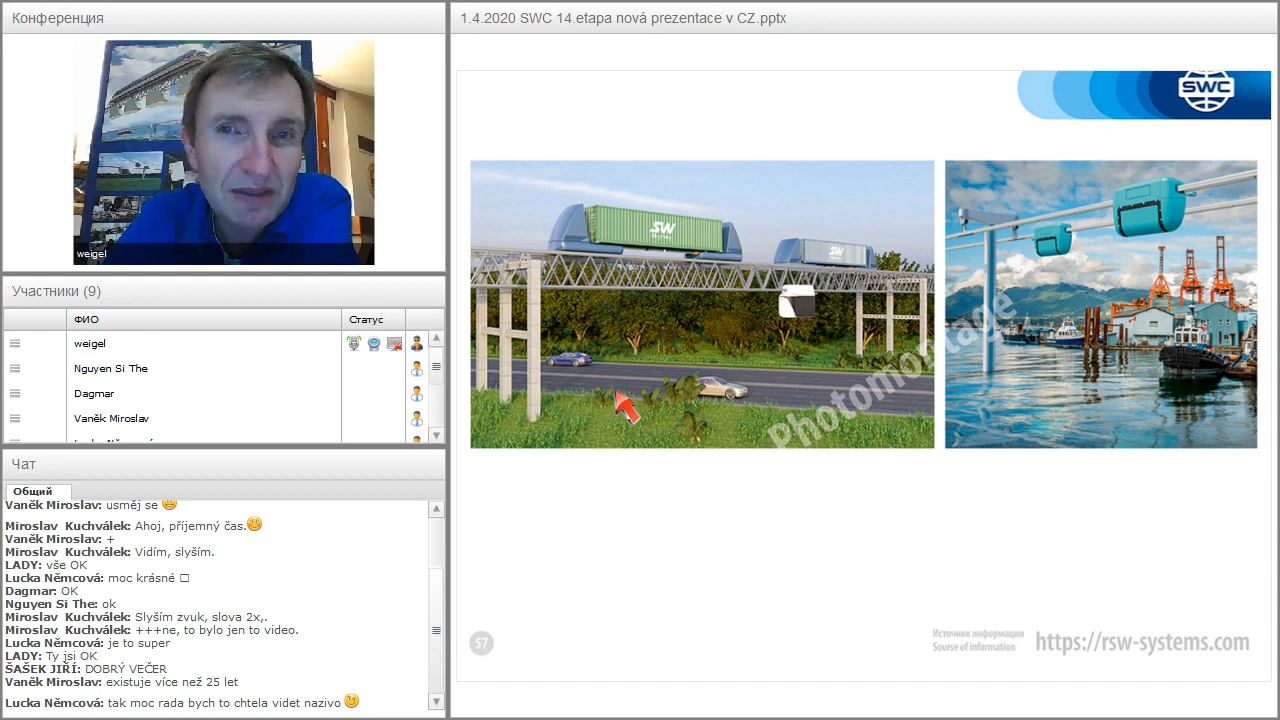 Конференция
weigel
Участники (9)
ФИО
Статус
weigel
Nguyen Si The
Dagmar
Vaněk Miroslav
Чат
Общий
Vaněk Miroslav: usměj se
Miroslav Kuchválek: Ahoj, příjemný čas.
Vaněk Miroslav: +
Miroslav Kuchválek: Vidím, slyším.
LADY: vše OK
Lucka Němcová: moc krásné
Dagmar: OK
Nguyen Si The: ok
Miroslav Kuchválek: Slyším zvuk, slova 2x,.
Miroslav Kuchválek: +++ne, to bylo jen to video.
Lucka Němcová: je to super
LADY: Ty jsi OK
ŠAŠEK JIŘÍ: DOBRÝ VEČER
Vaněk Miroslav: existuje více než 25 let
Lucka Němcová: tak moc rada bych to chtela videt nazivo
1.4.2020 SWC 14.etapa nová prezentace v CZ.pptx
SWC
SW
Photomontage
57
Источник информации
Sourse of information
https://rsw-systems.com